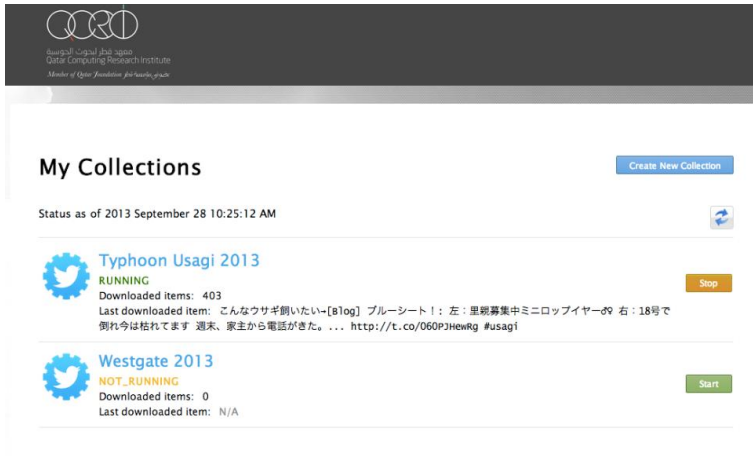 QCRI
معهد قطر لبحوث الحوسبة
Qatar Computing Research Institute
Member of Qatar Foundation
My Collections
Create New Collection
Status as of 2013 September 28 10:25:12 AM
Typhoon Usagi 2013
RUNNING
Stop
Downloaded items: 403
Last downloaded item: こんなウサギ飼いたい→[Blog] ブルーシート！: 左：里親募集中ミニロップイヤー♂♀ 右：18号で
倒れ今は枯れてます 週末、家主から電話がきた。... http://t.co/O6OPJHewRg #usagi
Westgate 2013
NOT_RUNNING
Start
Downloaded items: 0
Last downloaded item: N/A